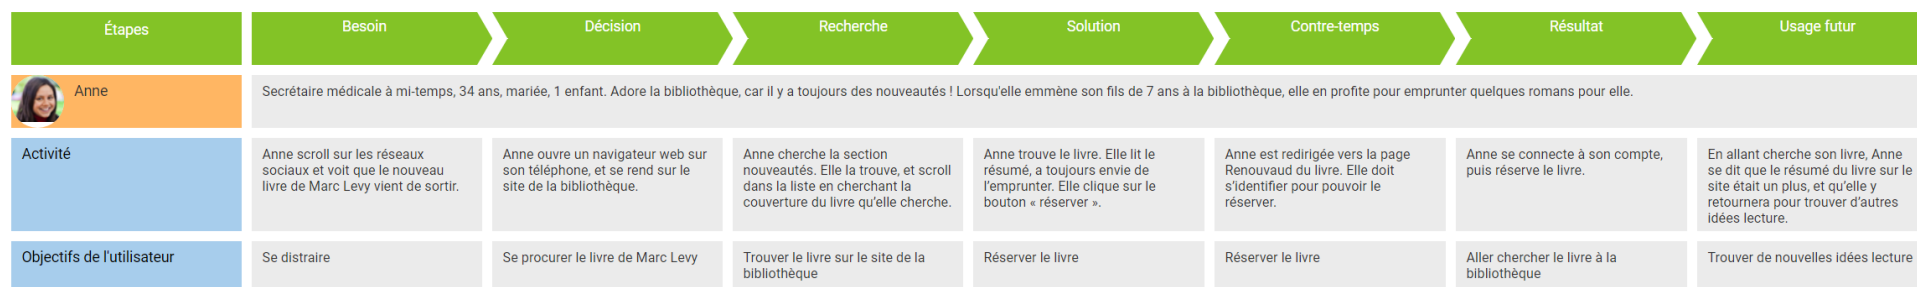 Étapes
Besoin
Décision
Recherche
Solution
Contre-temps
Résultat
Usage futur
Anne
Secrétaire médicale à mi-temps, 34 ans, mariée, 1 enfant. Adore la bibliothèque, car il y a toujours des nouveautés ! Lorsqu'elle emmène son fils de 7 ans à la bibliothèque, elle en profite pour emprunter quelques romans pour elle.
Activité
Anne scroll sur les réseaux
sociaux et voit que le nouveau
livre de Marc Levy vient de sortir.
Anne ouvre un navigateur web sur
son téléphone, et se rend sur le
site de la bibliothèque.
Anne cherche la section
nouveautés. Elle la trouve, et scroll
dans la liste en cherchant la
couverture du livre qu'elle cherche.
Anne trouve le livre. Elle lit le
résumé, a toujours envie de
l'emprunter. Elle clique sur le
bouton « réserver ».
Anne est redirigée vers la page
Renouvaud du livre. Elle doit
s'identifier pour pouvoir le
réserver.
Anne se connecte à son compte,
puis réserve le livre.
En allant cherche son livre, Anne
se dit que le résumé du livre sur le
site était un plus, et qu'elle y
retournera pour trouver d'autres
idées lecture.
Objectifs de l'utilisateur
Se distraire
Se procurer le livre de Marc Levy
Trouver le livre sur le site de la
bibliothèque
Réserver le livre
Réserver le livre
Aller chercher le livre à la
bibliothèque
Trouver de nouvelles idées lecture